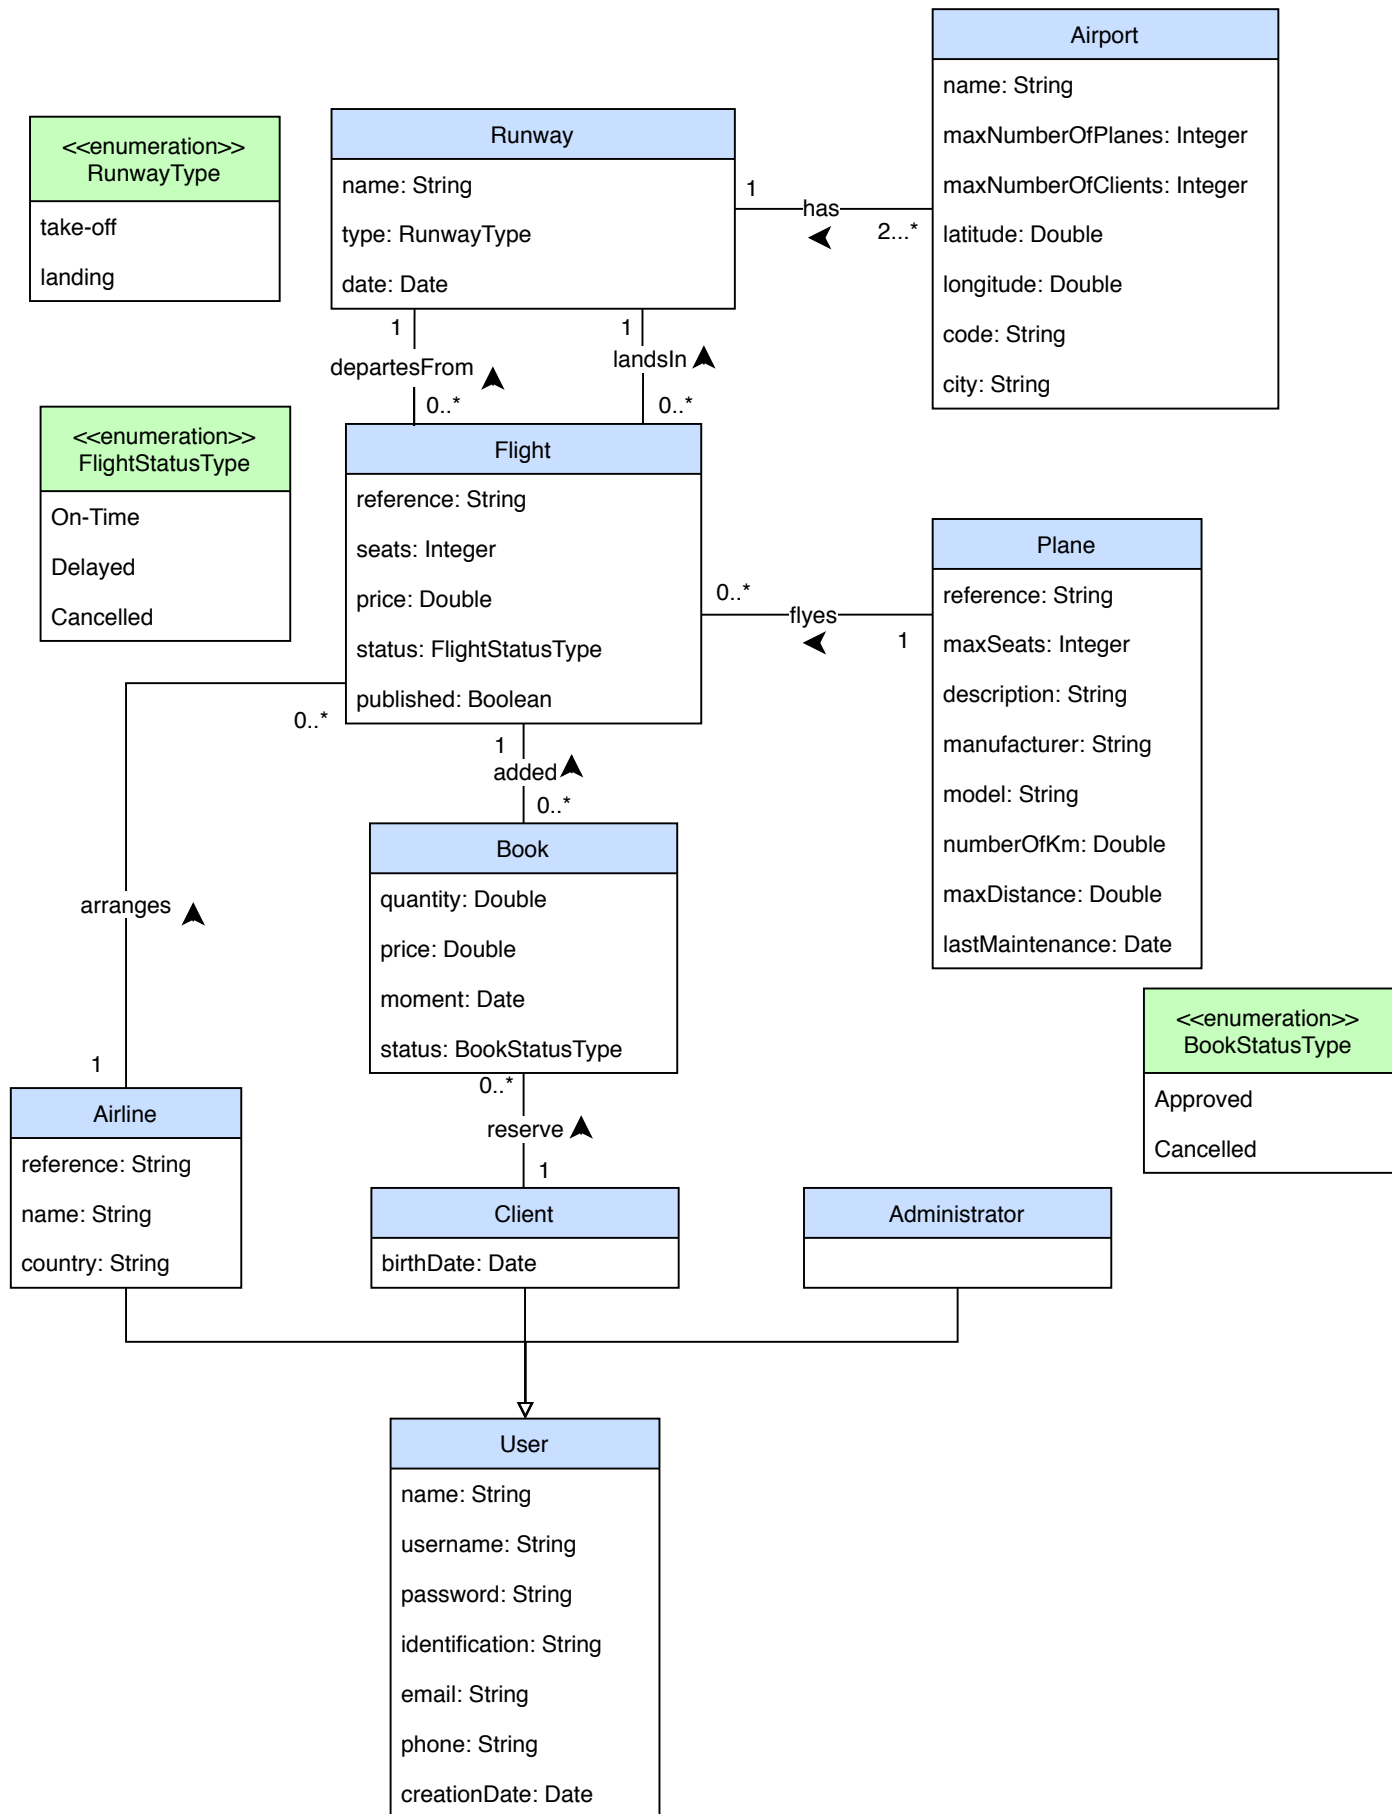 Airport
name: String
maxNumberOfPlanes: Integer
maxNumberOfClients: Integer
latitude: Double
longitude: Double
code: String
city: String
<<enumeration>>
RunwayType
take-off
landing
Runway
name: String
type: RunwayType
date: Date
1
has
2...*
1
departesFrom
0..*
1
landsIn
0..*
<<enumeration>>
FlightStatusType
On-Time
Delayed
Cancelled
Flight
reference: String
seats: Integer
price: Double
status: FlightStatusType
published: Boolean
0..*
flyes
1
Plane
reference: String
maxSeats: Integer
description: String
manufacturer: String
model: String
numberOfKm: Double
maxDistance: Double
lastMaintenance: Date
0..*
arranges
1
1
added
0..*
Book
quantity: Double
price: Double
moment: Date
status: BookStatusType
0..*
reserve
1
<<enumeration>>
BookStatusType
Approved
Cancelled
Airline
reference: String
name: String
country: String
Client
birthDate: Date
Administrator
User
name: String
username: String
password: String
identification: String
email: String
phone: String
creationDate: Date